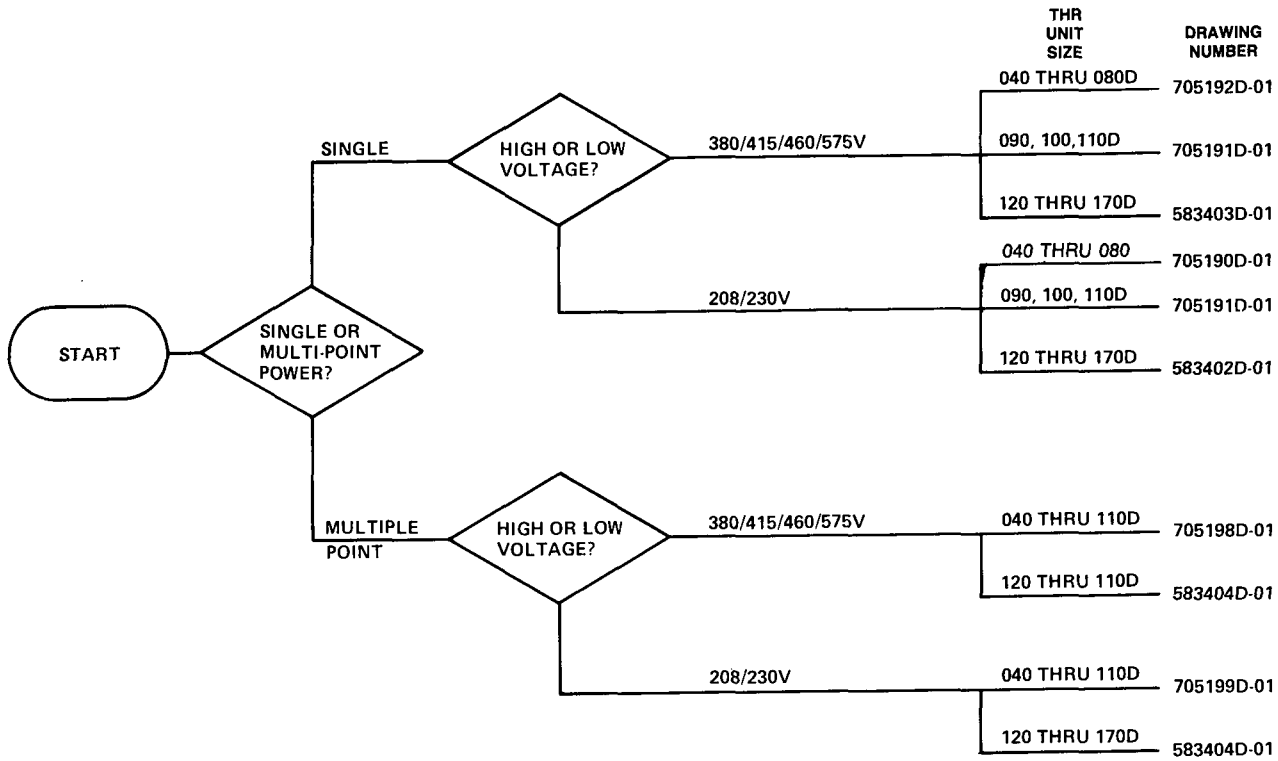 THR
UNIT
SIZE
DRAWING
NUMBER
040 THRU 080D
705192D-01
SINGLE
HIGH OR LOW
VOLTAGE?
380/415/460/575V
090, 100,110D
705191D-01
120 THRU 170D
583403D-01
040 THRU 080
705190D-01
208/230V
090, 100, 110D
705191D-01
START
SINGLE OR
MULTI-POINT
POWER?
120 THRU 170D
583402D-01
MULTIPLE
POINT
HIGH OR LOW
VOLTAGE?
380/415/460/575V
040 THRU 110D
705198D-01
120 THRU 110D
583404D-01
208/230V
040 THRU 110D
705199D-01
120 THRU 170D
583404D-01